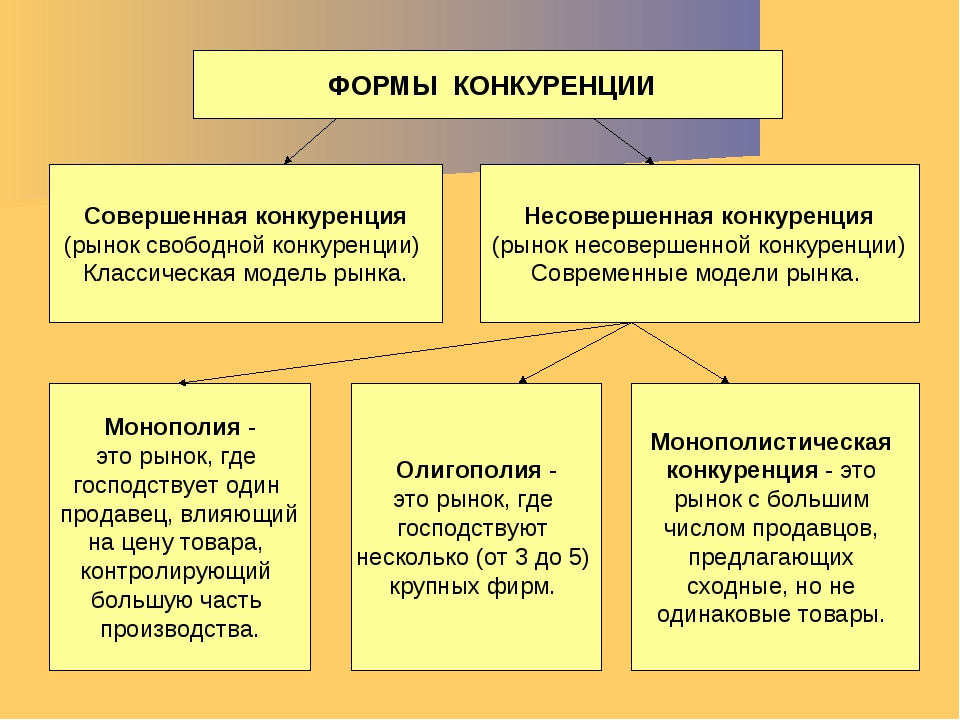 ФОРМЫ КОНКУРЕНЦИИ
Совершенная конкуренция
(рынок свободной конкуренции)
Классическая модель рынка.
Несовершенная конкуренция
(рынок несовершенной конкуренции)
Современные модели рынка.
Монополия -
это рынок, где
господствует один
продавец, влияющий
на цену товара,
контролирующий
большую часть
производства.
Олигополия -
это рынок, где
господствуют
несколько (от 3 до 5)
крупных фирм.
Монополистическая
конкуренция - это
рынок с большим
числом продавцов,
предлагающих
сходные, но не
одинаковые товары.